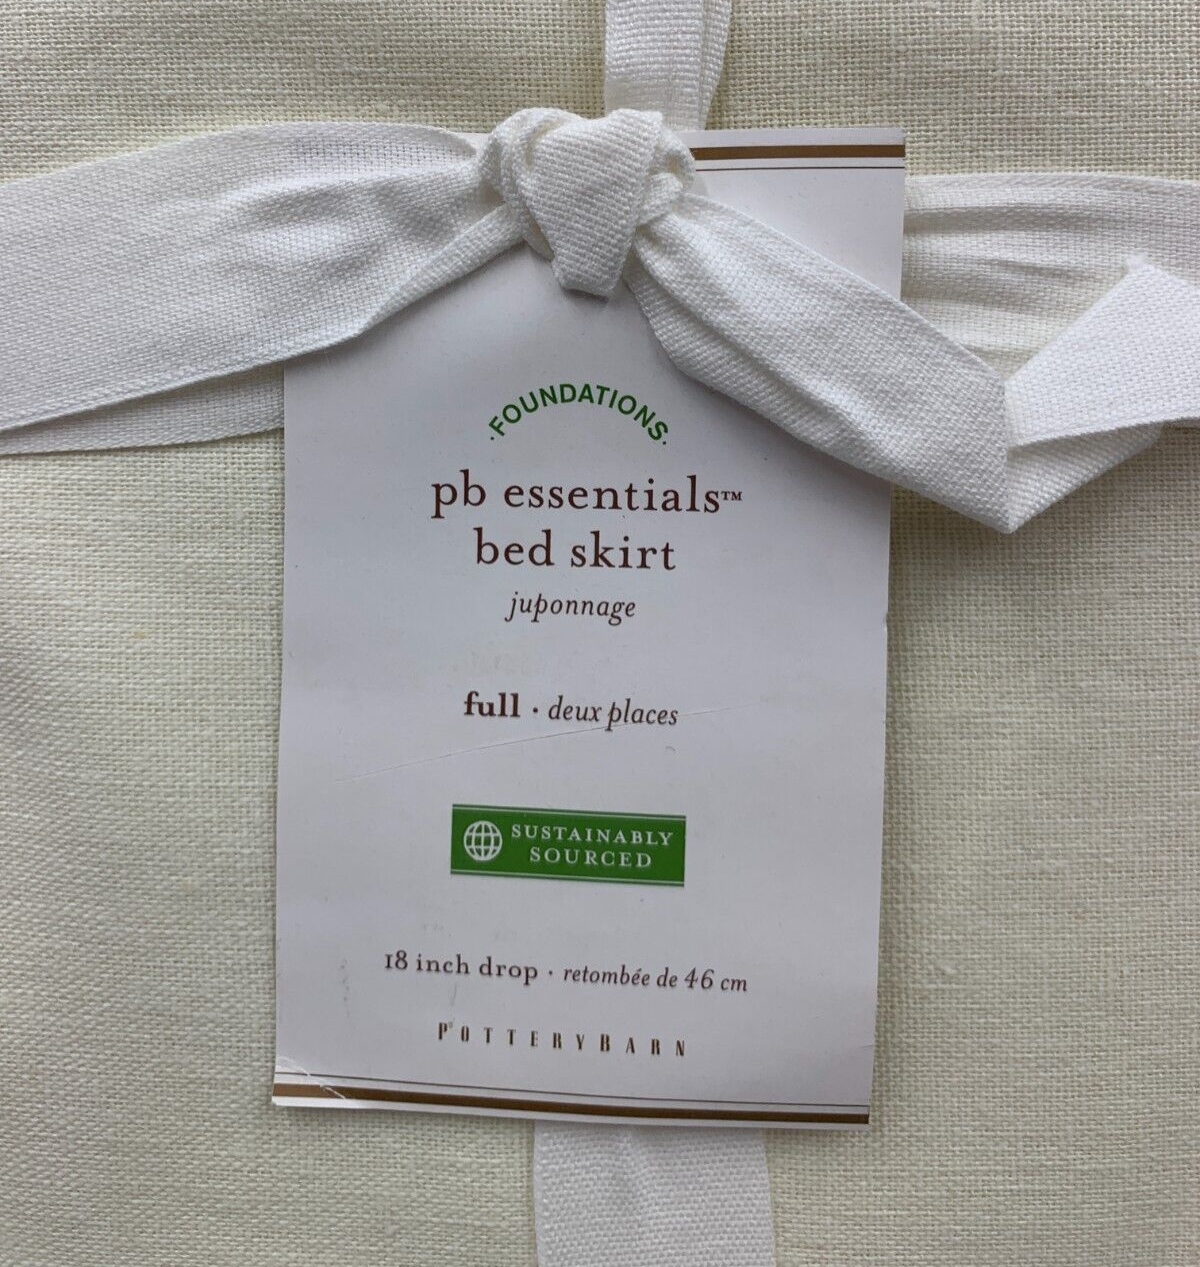 ·FOUNDATIONS·
pb essentials™
bed skirt
juponnage
full · deux places
SUSTAINABLY
SOURCED
18 inch drop · retombée de 46 cm
POTTERYBARN